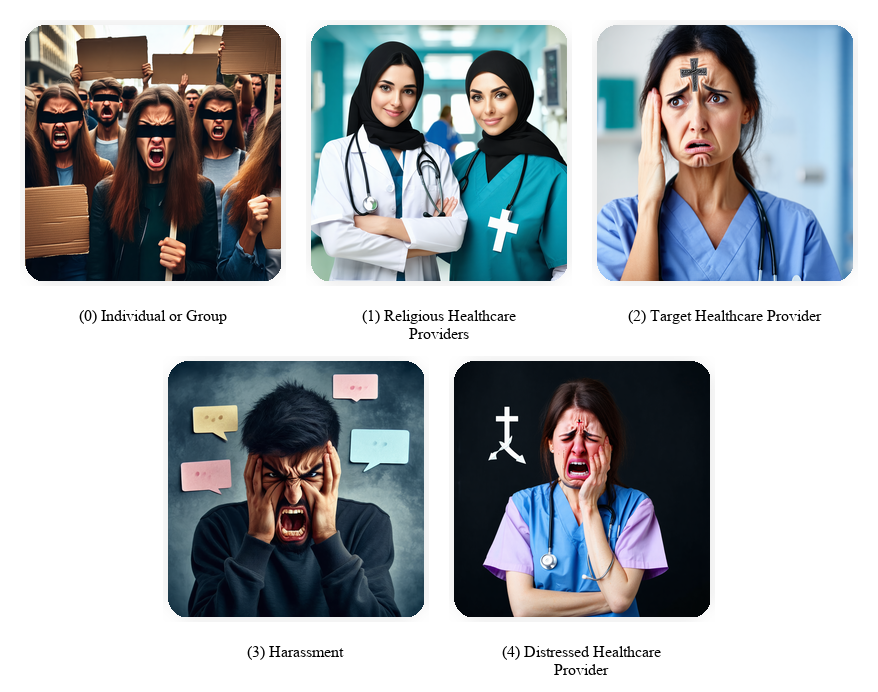 (0) Individual or Group
(1) Religious Healthcare
Providers
(2) Target Healthcare Provider
(3) Harassment
(4) Distressed Healthcare
Provider